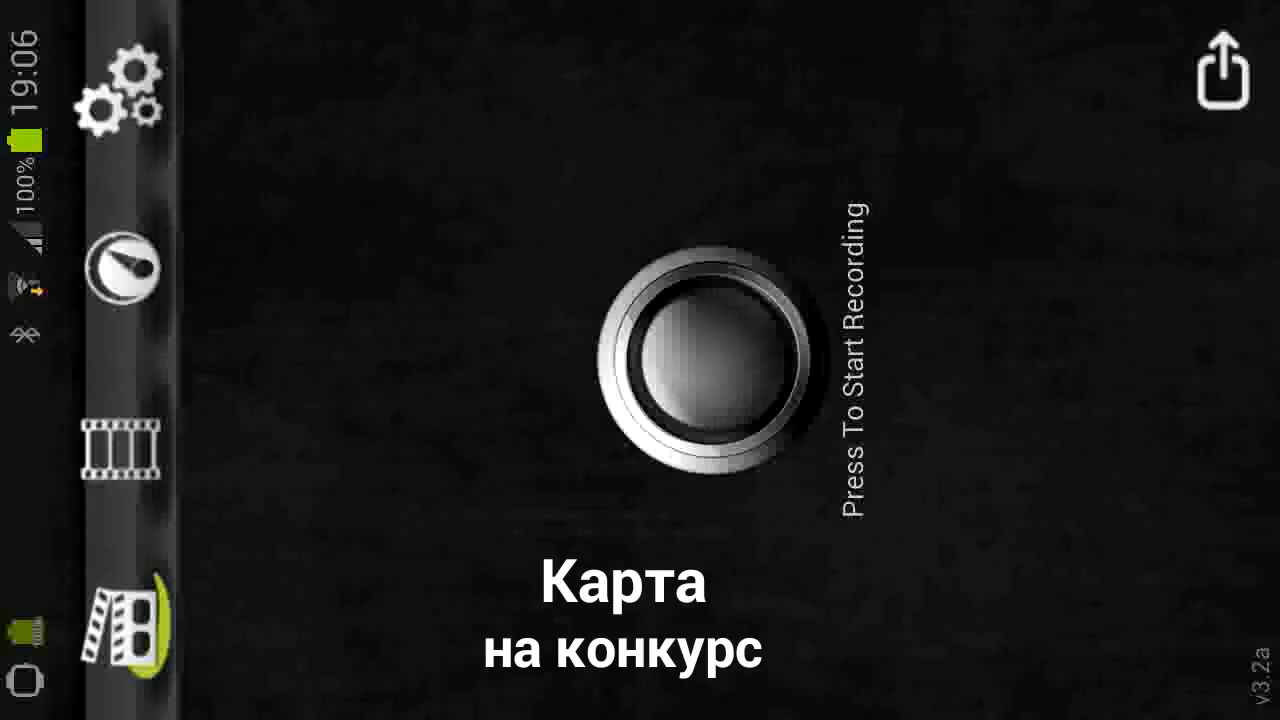 19:06
100%
Press To Start Recording
Карта
на конкурс
v3.2a